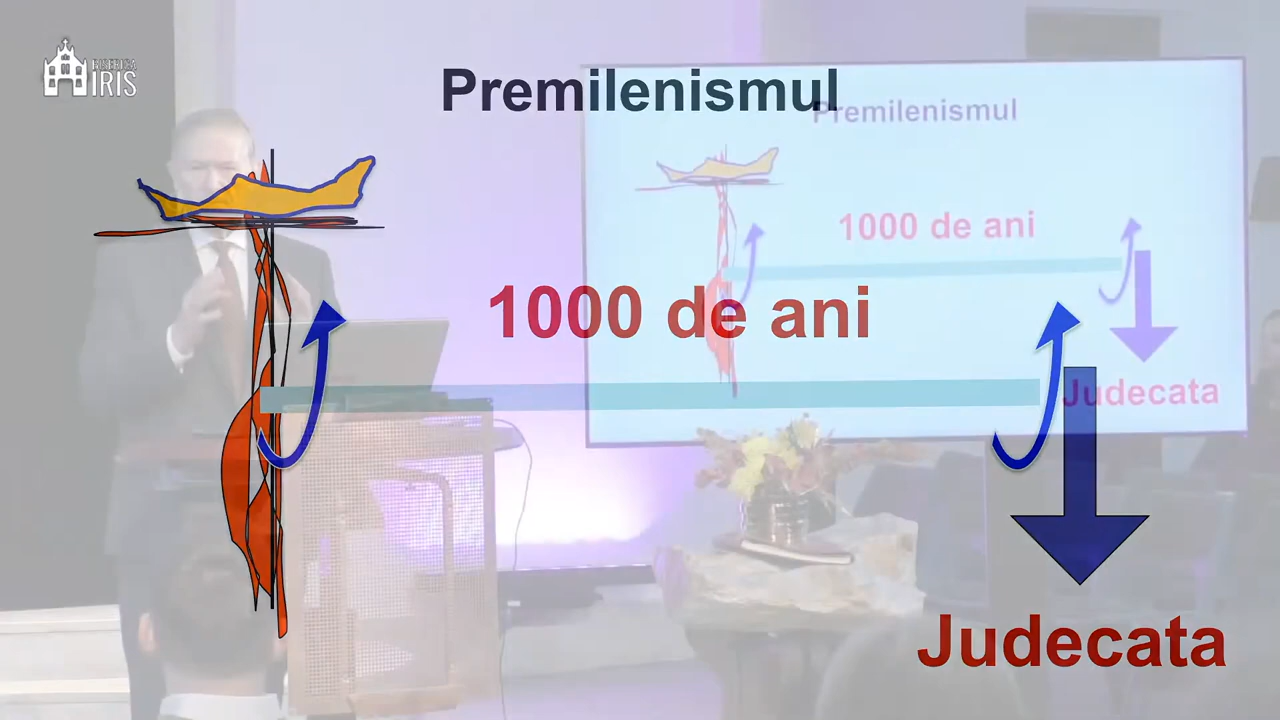 BISERICA
IRIS
Premilenismul
Premilenismul
1000 de ani
1000 de ani
Judecata
Judecata